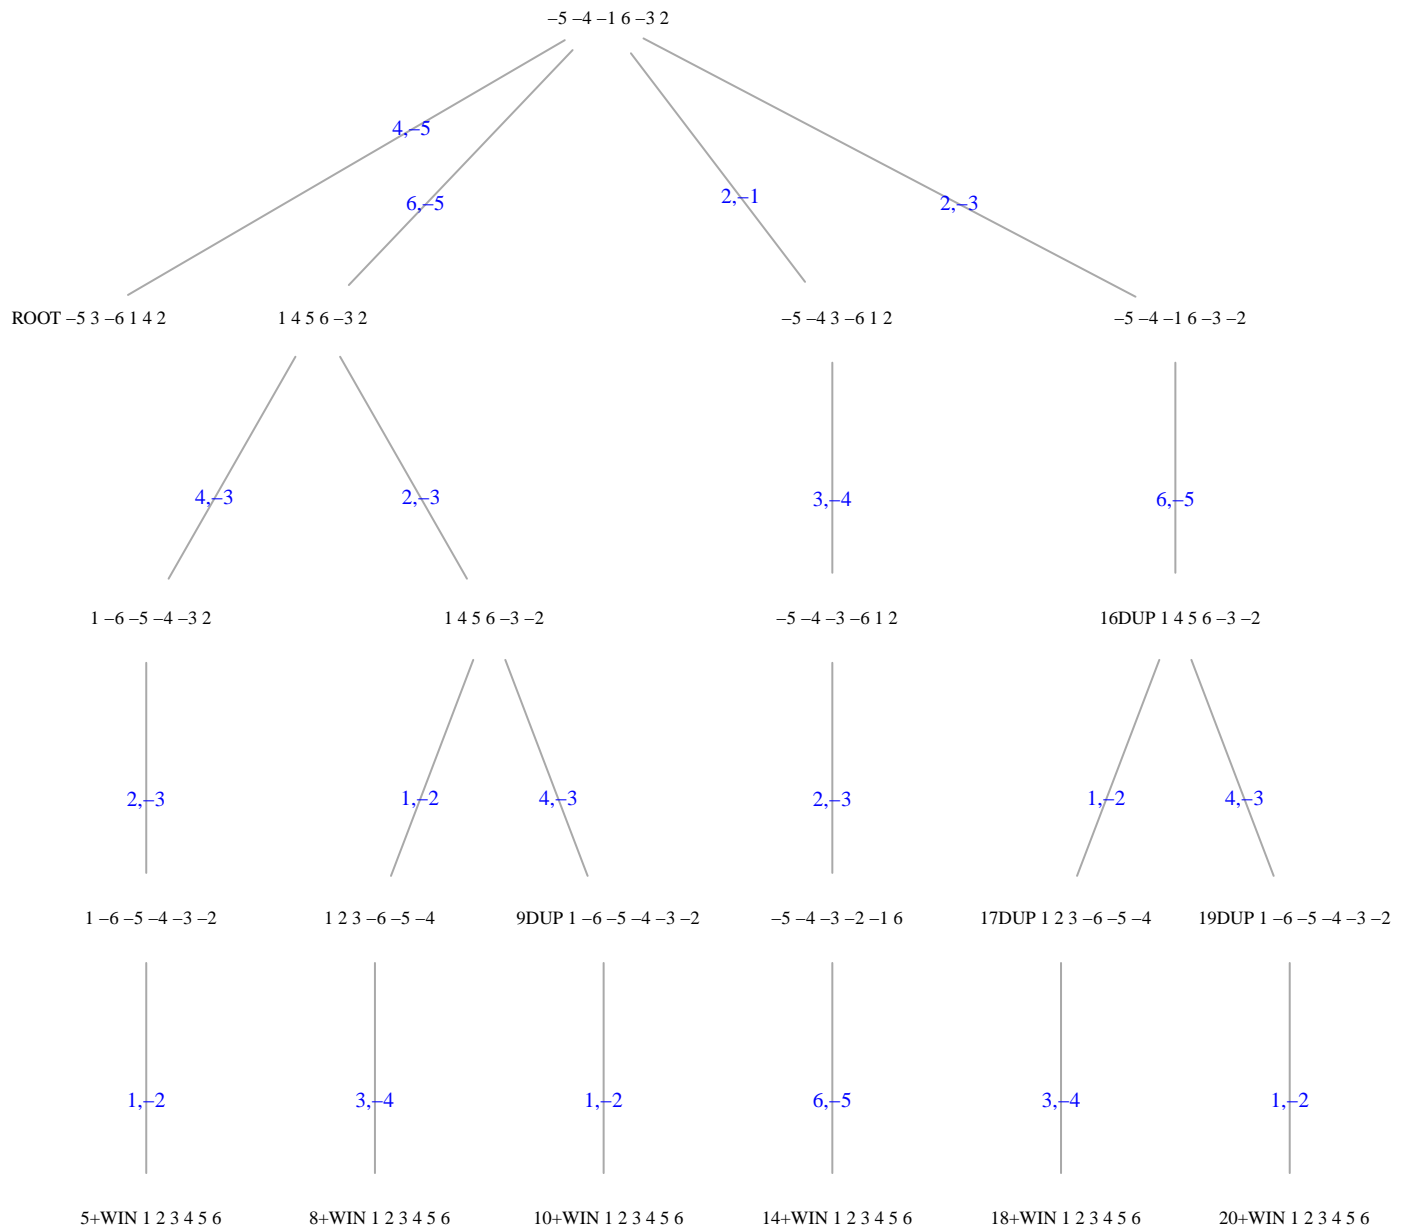 –5 –4 –1 6 –3 2
4,–5
6,–5
2,–1
2,–3
ROOT –5 3 –6 1 4 2
1 4 5 6 –3 2
–5 –4 3 –6 1 2
–5 –4 –1 6 –3 –2
4,–3
2,–3
3,–4
6,–5
1 –6 –5 –4 –3 2
1 4 5 6 –3 –2
–5 –4 –3 –6 1 2
16DUP 1 4 5 6 –3 –2
2,–3
1,–2
4,–3
2,–3
1,–2
4,–3
1 –6 –5 –4 –3 –2
1 2 3 –6 –5 –4
9DUP 1 –6 –5 –4 –3 –2
–5 –4 –3 –2 –1 6
17DUP 1 2 3 –6 –5 –4
19DUP 1 –6 –5 –4 –3 –2
1,–2
3,–4
1,–2
6,–5
3,–4
1,–2
5+WIN 1 2 3 4 5 6
8+WIN 1 2 3 4 5 6
10+WIN 1 2 3 4 5 6
14+WIN 1 2 3 4 5 6
18+WIN 1 2 3 4 5 6
20+WIN 1 2 3 4 5 6